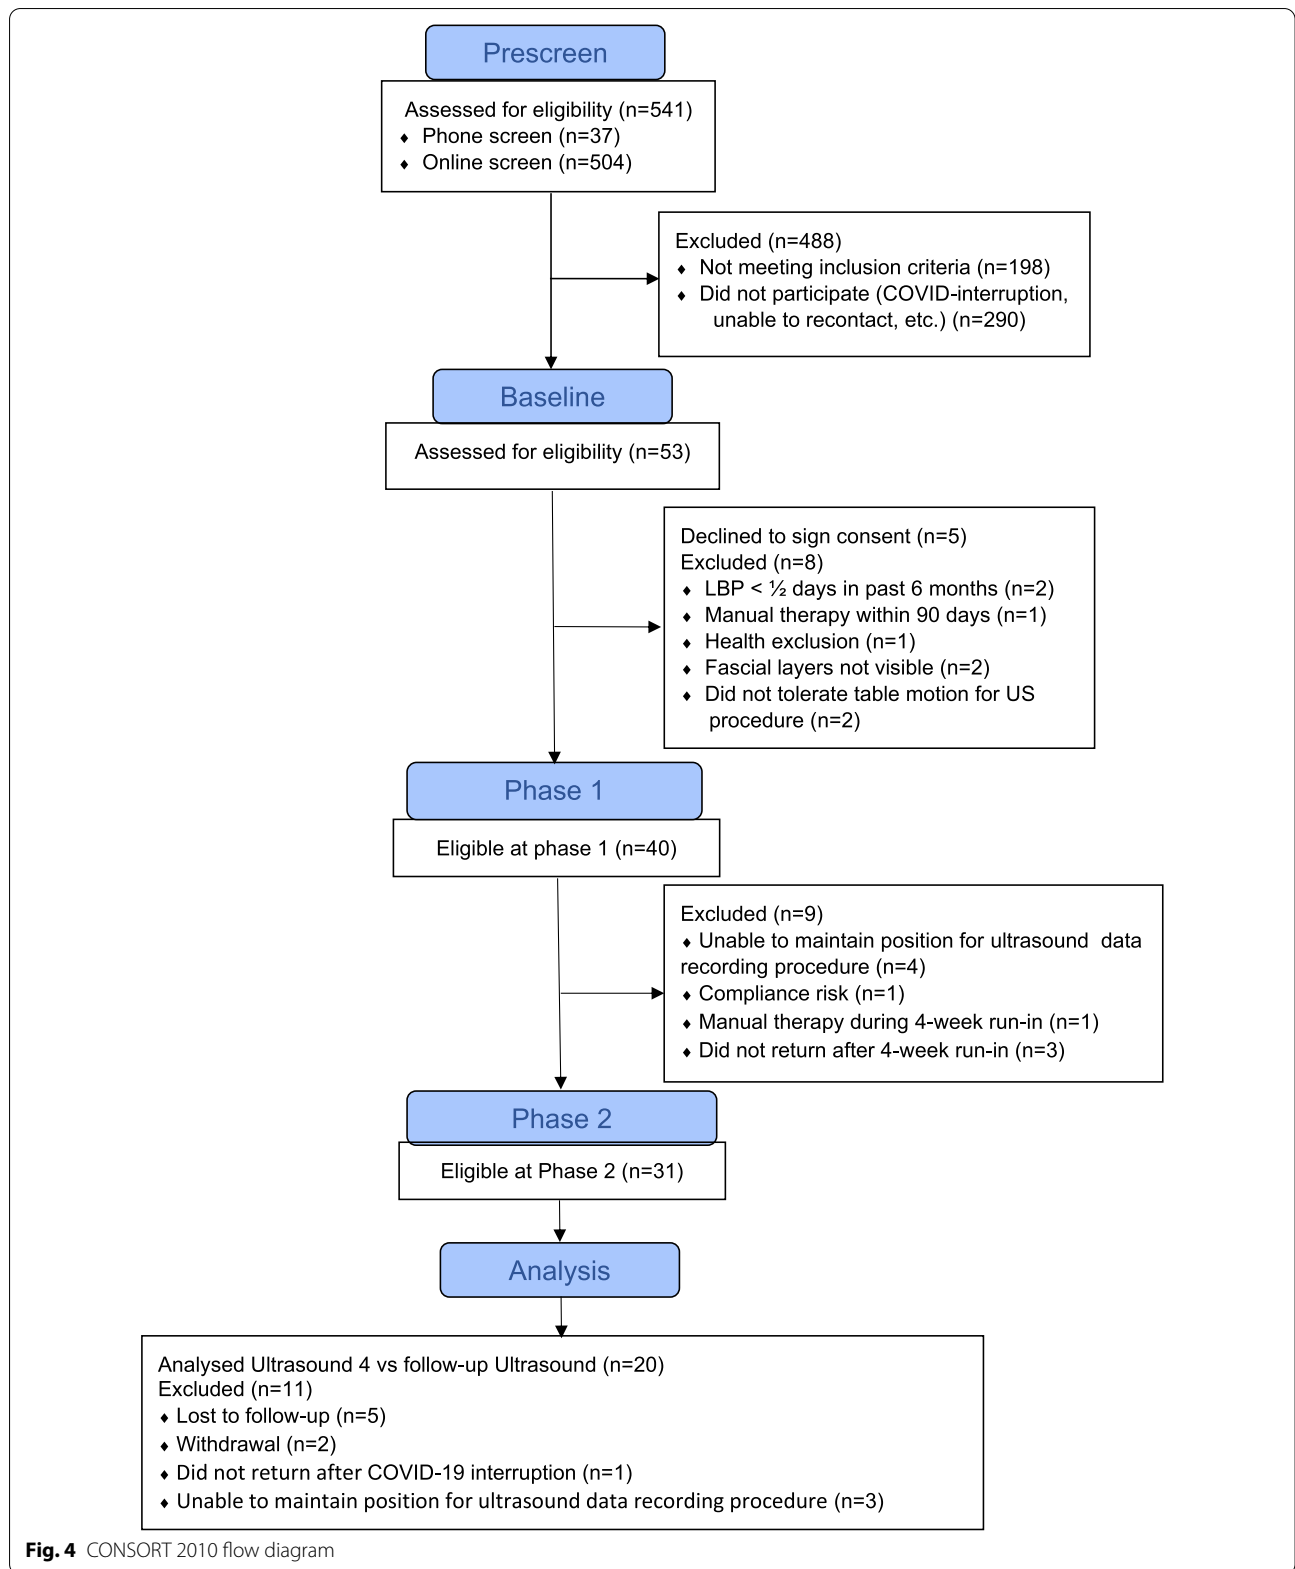 Prescreen
Assessed for eligibility (n=541)
♦ Phone screen (n=37)
♦ Online screen (n=504)
Excluded (n=488)
♦ Not meeting inclusion criteria (n=198)
♦ Did not participate (COVID-interruption,
unable to recontact, etc.) (n=290)
Baseline
Assessed for eligibility (n=53)
Declined to sign consent (n=5)
Excluded (n=8)
♦ LBP < ½ days in past 6 months (n=2)
♦ Manual therapy within 90 days (n=1)
♦ Health exclusion (n=1)
♦ Fascial layers not visible (n=2)
♦ Did not tolerate table motion for US
procedure (n=2)
Phase 1
Eligible at phase 1 (n=40)
Excluded (n=9)
♦ Unable to maintain position for ultrasound data
recording procedure (n=4)
♦ Compliance risk (n=1)
♦ Manual therapy during 4-week run-in (n=1)
♦ Did not return after 4-week run-in (n=3)
Phase 2
Eligible at Phase 2 (n=31)
Analysis
Analysed Ultrasound 4 vs follow-up Ultrasound (n=20)
Excluded (n=11)
♦ Lost to follow-up (n=5)
♦ Withdrawal (n=2)
♦ Did not return after COVID-19 interruption (n=1)
♦ Unable to maintain position for ultrasound data recording procedure (n=3)
Fig. 4 CONSORT 2010 flow diagram